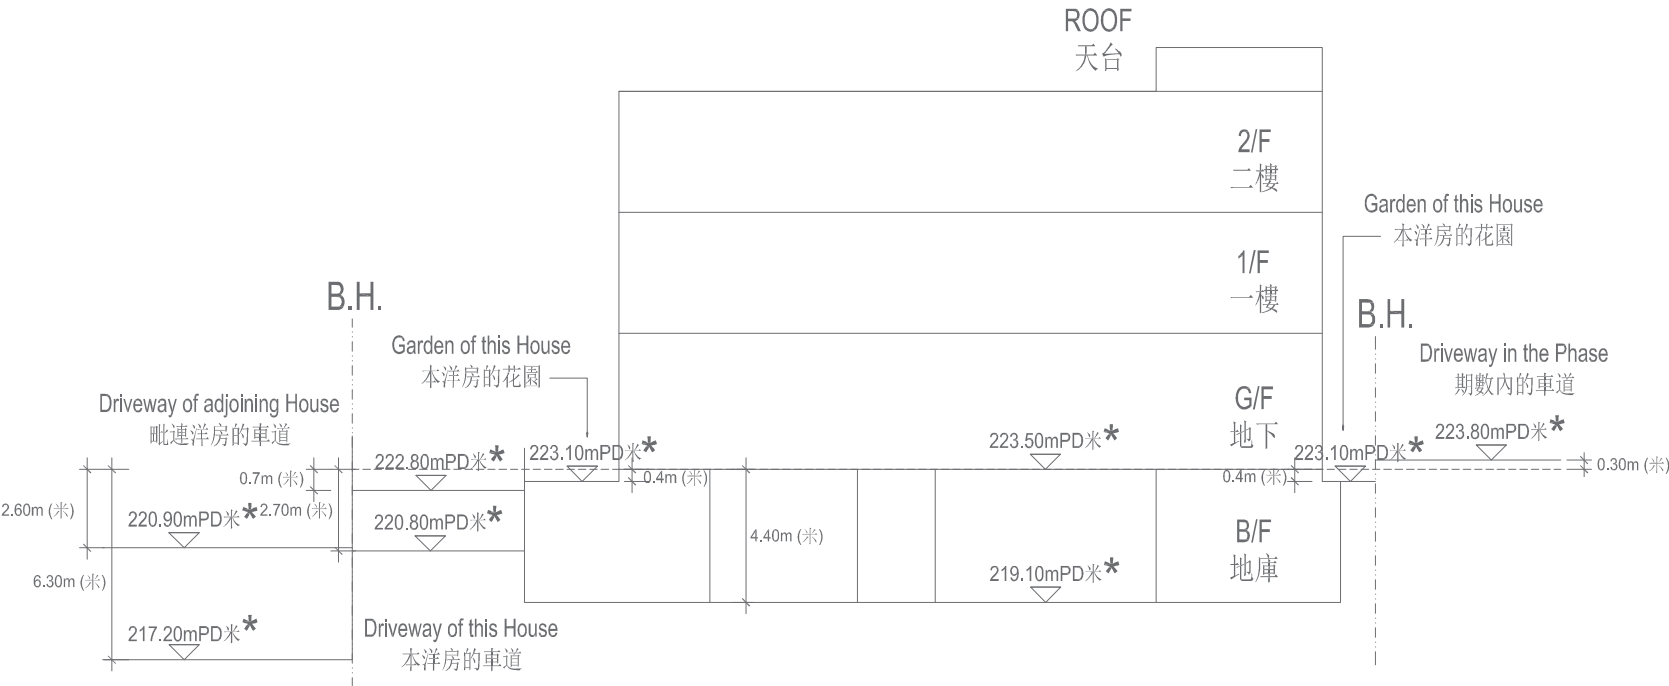 ROOF
天台
2/F
二樓
Garden of this House
本洋房的花園
1/F
一樓
B.H.
B.H.
Garden of this House
本洋房的花園
Driveway in the Phase
期數內的車道
Driveway of adjoining House
毗連洋房的車道
G/F
地下
223.10mPD米*
223.50mPD米*
223.10mPD米*
223.80mPD米*
222.80mPD米*
0.7m (米)
0.4m (米)
0.4m (米)
0.30m (米)
2.60m (米)
220.90mPD米*
2.70m (米)
220.80mPD米*
4.40m (米)
B/F
地庫
6.30m (米)
219.10mPD米*
217.20mPD米*
Driveway of this House
本洋房的車道